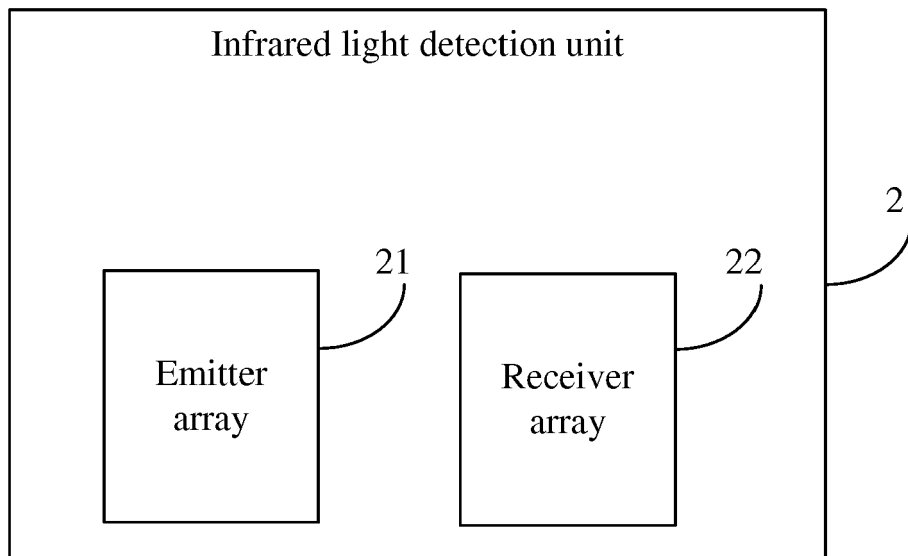 Infrared light detection unit
2
21
22
Emitter
array
Receiver
array